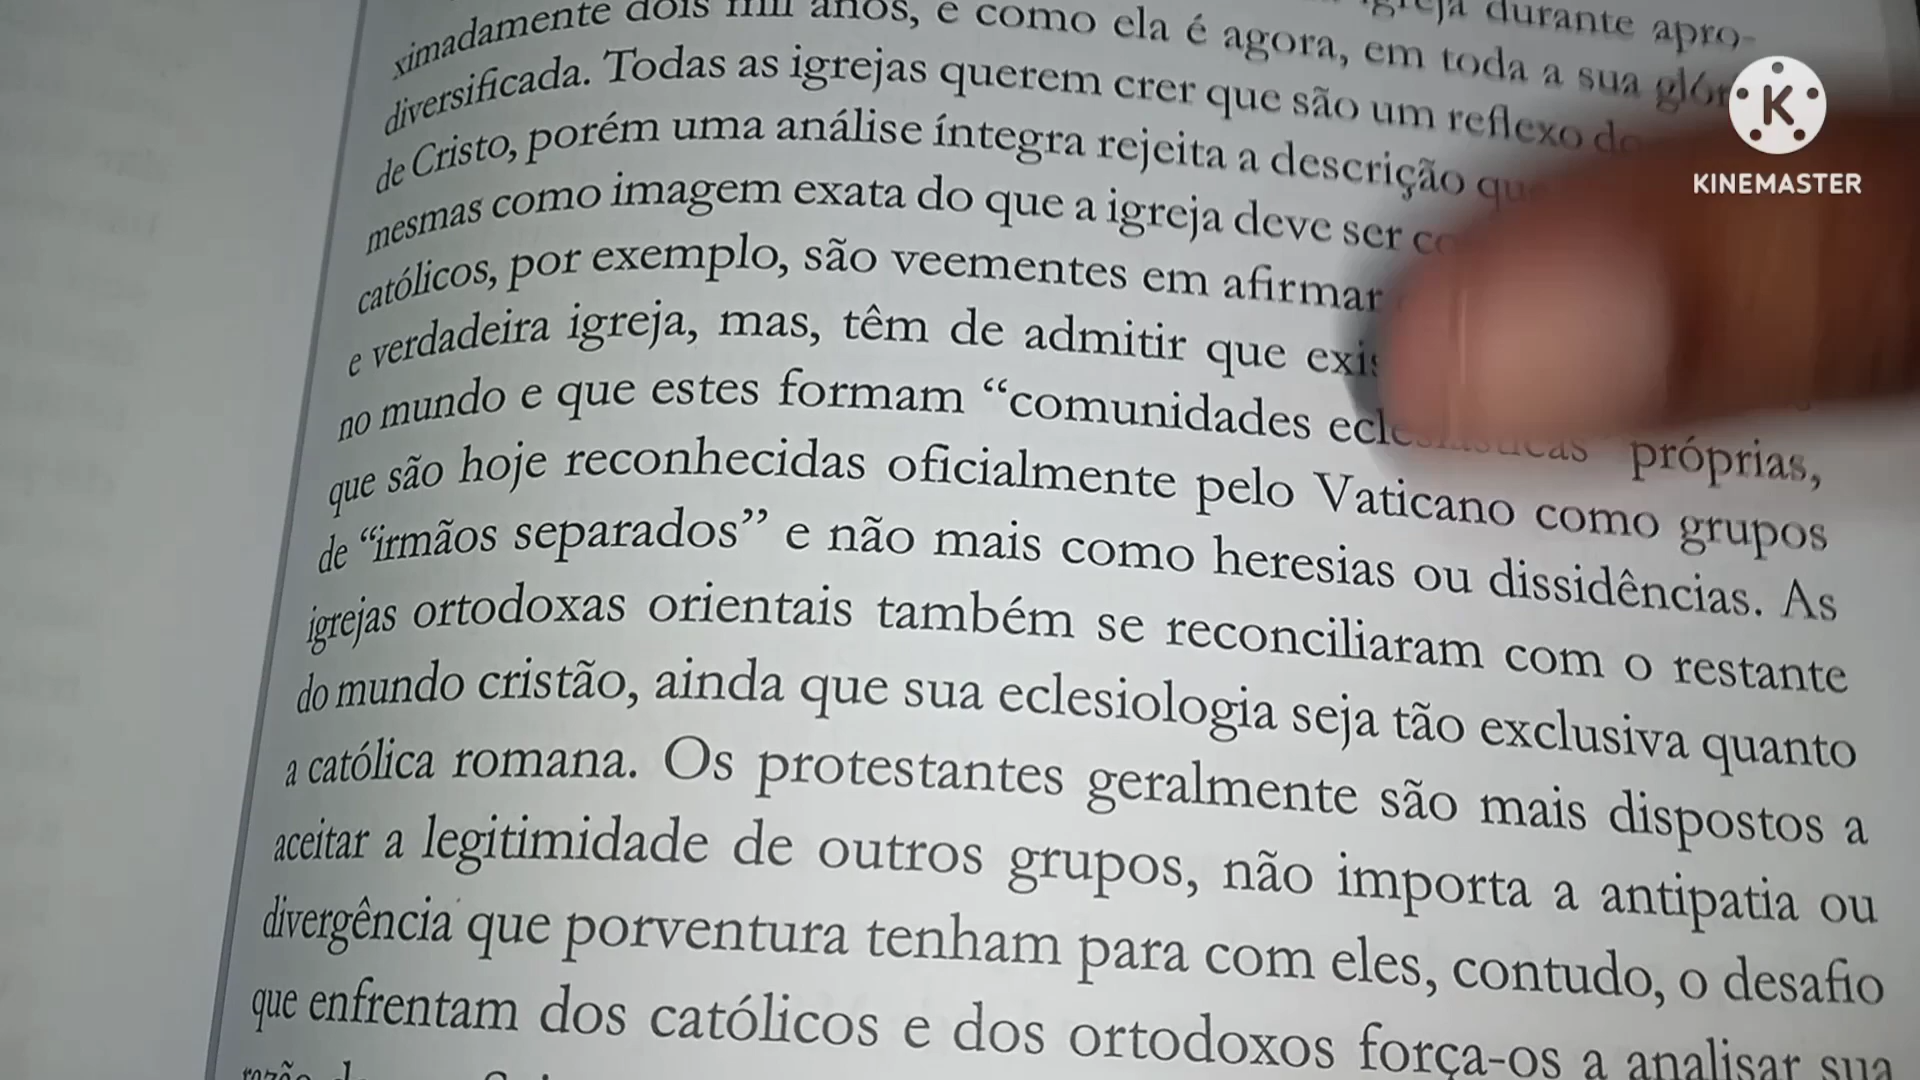 igreja durante apro-
ximadamente dois mil anos, e como ela é agora, em toda a sua
diversificada. Todas as igrejas querem crer que são um reflexo
de Cristo, porém uma análise íntegra rejeita a descrição
mesmas como imagem exata do que a igreja deve ser
católicos, por exemplo, são veementes em afirmar
e verdadeira igreja, mas, têm de admitir que
no mundo e que estes formam “comunidades eclesiásticas” próprias,
que são hoje reconhecidas oficialmente pelo Vaticano como grupos
de “irmãos separados” e não mais como heresias ou dissidências. As
igrejas ortodoxas orientais também se reconciliaram com o restante
do mundo cristão, ainda que sua eclesiologia seja tão exclusiva quanto
a católica romana. Os protestantes geralmente são mais dispostos a
aceitar a legitimidade de outros grupos, não importa a antipatia ou
divergência que porventura tenham para com eles, contudo, o desafio
que enfrentam dos católicos e dos ortodoxos força-os a analisar sua
K
KINEMASTER